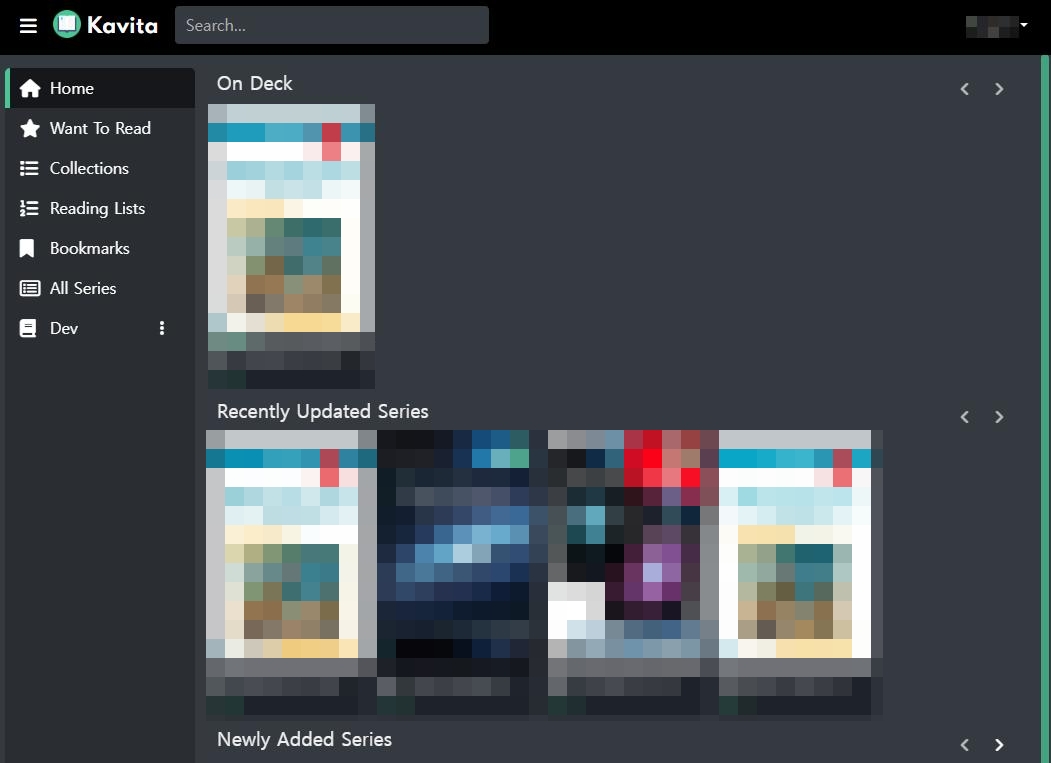 Kavita
Search...
Home
Want To Read
Collections
Reading Lists
Bookmarks
All Series
Dev
On Deck
Recently Updated Series
Newly Added Series